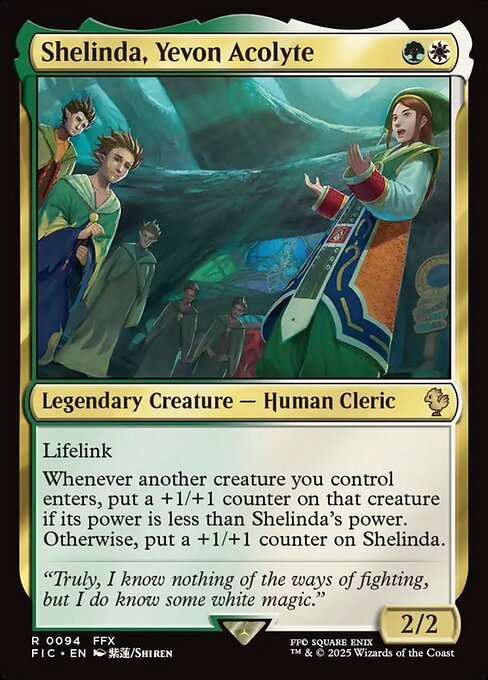 Shelinda, Yevon Acolyte
Legendary Creature — Human Cleric
Lifelink
Whenever another creature you control
enters, put a +1/+1 counter on that creature
if its power is less than Shelinda's power.
Otherwise, put a +1/+1 counter on Shelinda.
“Truly, I know nothing of the ways of fighting,
but I do know some white magic.”
2/2
R 0094 FFX
FIC • EN 紫蓮/SHIREN
FF© SQUARE ENIX
™ & © 2025 Wizards of the Coast